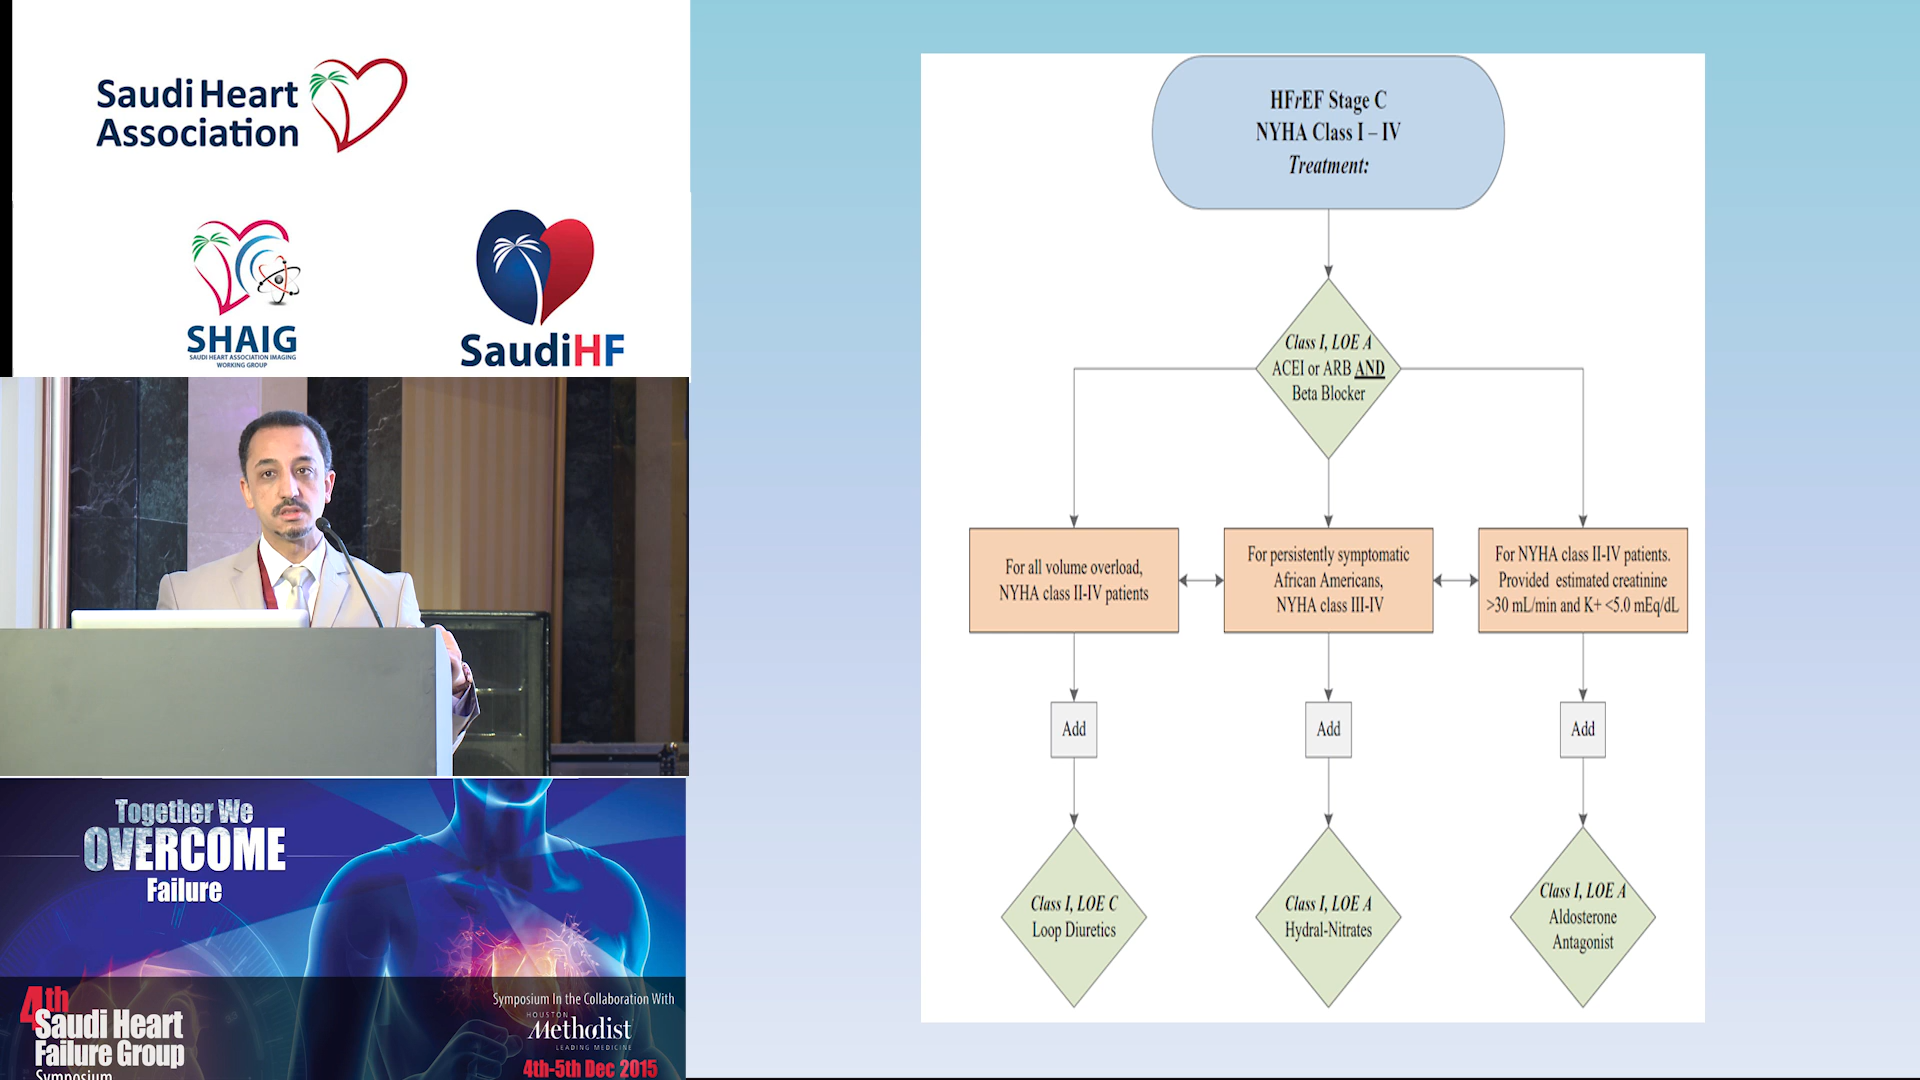 Saudi Heart
Association
SHAIG
SAUDI HEART ASSOCIATION IMAGING
WORKING GROUP
SaudiHF
Together We
OVERCOME
Failure
4th
Saudi Heart
Failure Group
Symposium
Symposium In the Collaboration With
HOUSTON
Methodist
LEADING MEDICINE
4th-5th Dec 2015
HFrEF Stage C
NYHA Class I – IV
Treatment:
Class I, LOE A
ACEI or ARB AND
Beta Blocker
For all volume overload,
NYHA class II-IV patients
For persistently symptomatic
African Americans,
NYHA class III-IV
For NYHA class II-IV patients.
Provided estimated creatinine
>30 mL/min and K+ <5.0 mEq/dL
Add
Add
Add
Class I, LOE C
Loop Diuretics
Class I, LOE A
Hydral-Nitrates
Class I, LOE A
Aldosterone
Antagonist